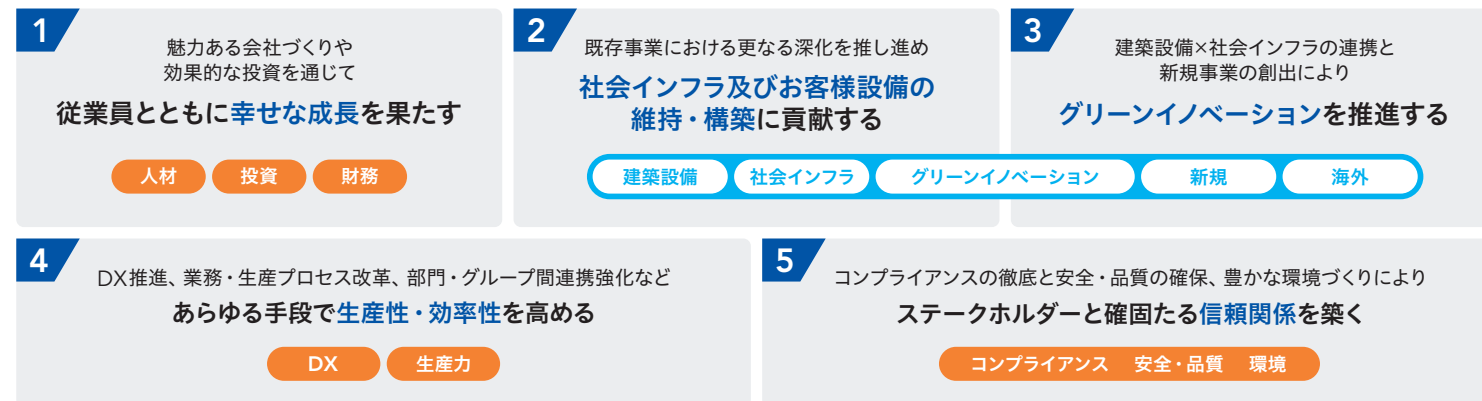 1
魅力ある会社づくりや
効果的な投資を通じて
従業員とともに幸せな成長を果たす
人材 投資 財務
2
既存事業における更なる深化を推し進め
社会インフラ及びお客様設備の
維持・構築に貢献する
3
建築設備×社会インフラの連携と
新規事業の創出により
グリーンイノベーションを推進する
建築設備 社会インフラ グリーンイノベーション 新規 海外
4
DX推進、業務・生産プロセス改革、部門・グループ間連携強化など
あらゆる手段で生産性・効率性を高める
DX 生産力
5
コンプライアンスの徹底と安全・品質の確保、豊かな環境づくりにより
ステークホルダーと確固たる信頼関係を築く
コンプライアンス 安全・品質 環境